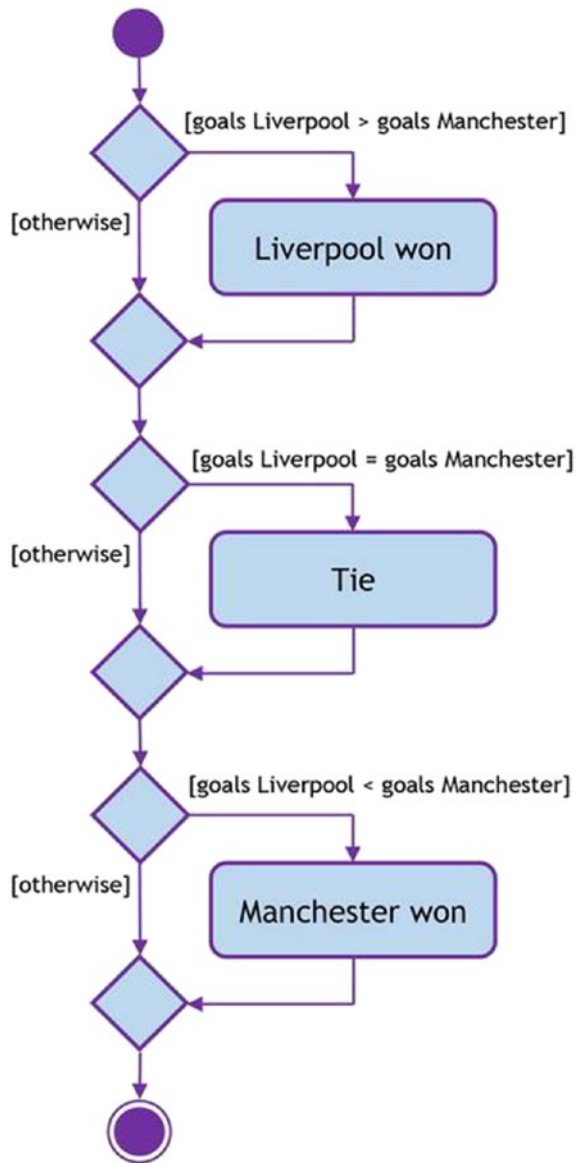 [goals Liverpool > goals Manchester]
[otherwise]
Liverpool won
[goals Liverpool = goals Manchester]
[otherwise]
Tie
[goals Liverpool < goals Manchester]
[otherwise]
Manchester won